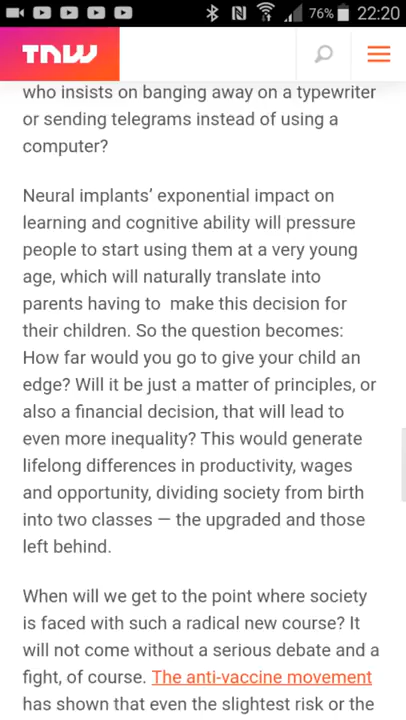 76% 22:20
TNW
who insists on banging away on a typewriter
or sending telegrams instead of using a
computer?
Neural implants’ exponential impact on
learning and cognitive ability will pressure
people to start using them at a very young
age, which will naturally translate into
parents having to  make this decision for
their children. So the question becomes:
How far would you go to give your child an
edge? Will it be just a matter of principles, or
also a financial decision, that will lead to
even more inequality? This would generate
lifelong differences in productivity, wages
and opportunity, dividing society from birth
into two classes — the upgraded and those
left behind.
When will we get to the point where society
is faced with such a radical new course? It
will not come without a serious debate and a
fight, of course. The anti-vaccine movement
has shown that even the slightest risk or the